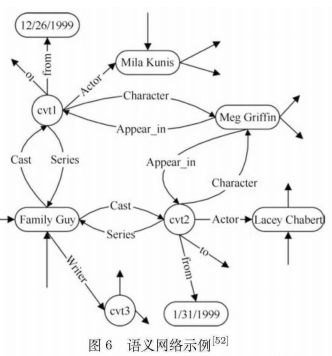 12/26/1999
to
from
Actor
Mila Kunis
cvt1
Character
Meg Griffin
Appear_in
Appear_in
Cast
Series
Character
Family Guy
Cast
Series
cvt2
Actor
Lacey Chabert
Writer
from
to
cvt3
1/31/1999
图 6 语义网络示例[52]